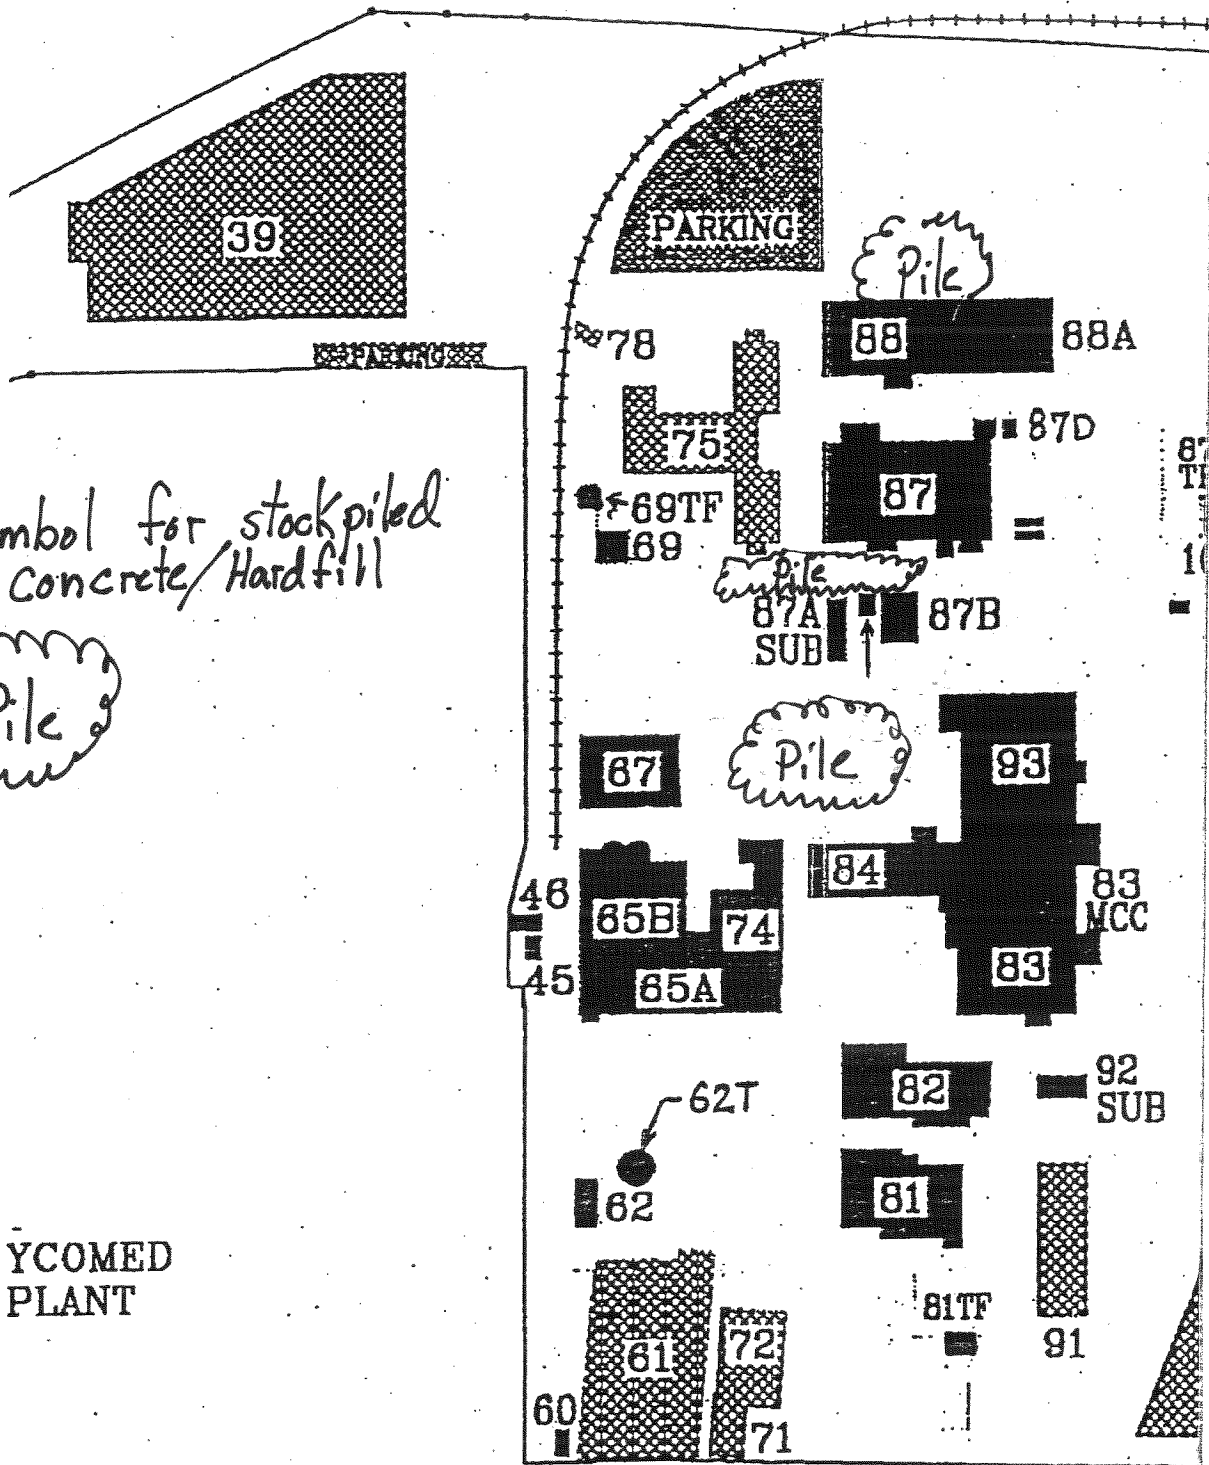 39
PARKING
PARKING
Pile
88
88A
78
75
87D
87
69TF
69
mbol for stockpiled
Concrete/Hardfill
Pile
Pile
87A
SUB
87B
Pile
67
93
84
46
65B
74
83
MCC
45
65A
83
82
92
SUB
62T
81
62
YCOMED
PLANT
81TF
61
72
91
60
71